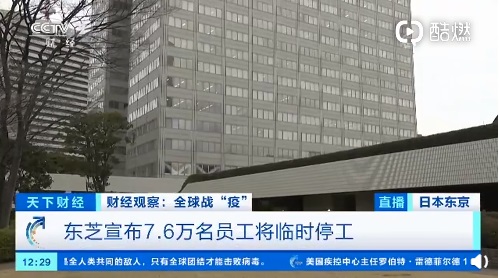 CCTV 2
财经
酷燃
天下财经
财经观察：全球战“疫”
直播
日本东京
东芝宣布7.6万名员工将临时停工
12:29
是全人类共同的敌人，只有全球团结才能击败病毒。
美国疾控中心主任罗伯特·雷德菲尔德1